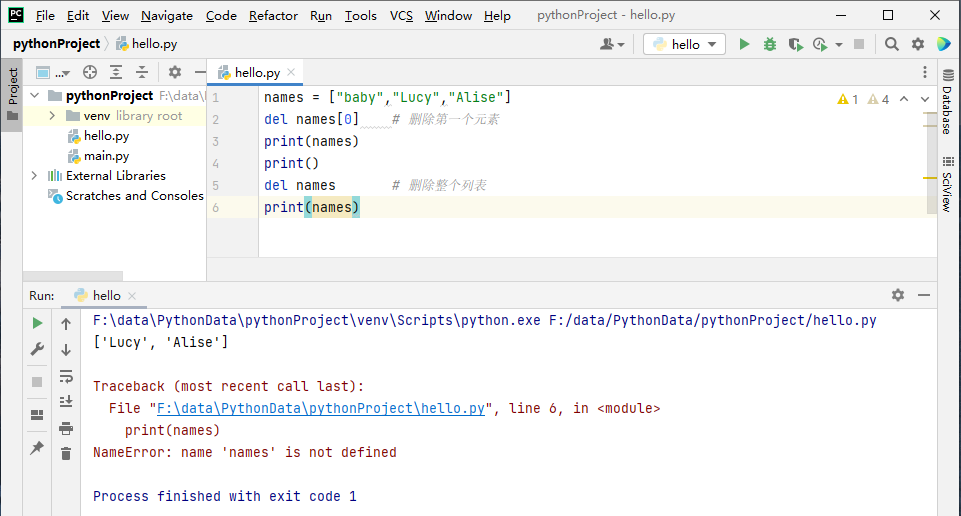 PC File Edit View Navigate Code Refactor Run Tools VCS Window Help pythonProject - hello.py
pythonProject hello.py hello
Project
... 
pythonProject F:\data\
venv library root
hello.py
main.py
External Libraries
Scratches and Consoles
hello.py
1 names = ["baby","Lucy","Alise"]
2 del names[0] # 删除第一个元素
3 print(names)
4 print()
5 del names # 删除整个列表
6 print(names)
1 4
Database
SciView
Run: hello
F:\data\PythonData\pythonProject\venv\Scripts\python.exe F:/data/PythonData/pythonProject/hello.py
['Lucy', 'Alise']
Traceback (most recent call last):
File "F:\data\PythonData\pythonProject\hello.py", line 6, in <module>
print(names)
NameError: name 'names' is not defined
Process finished with exit code 1